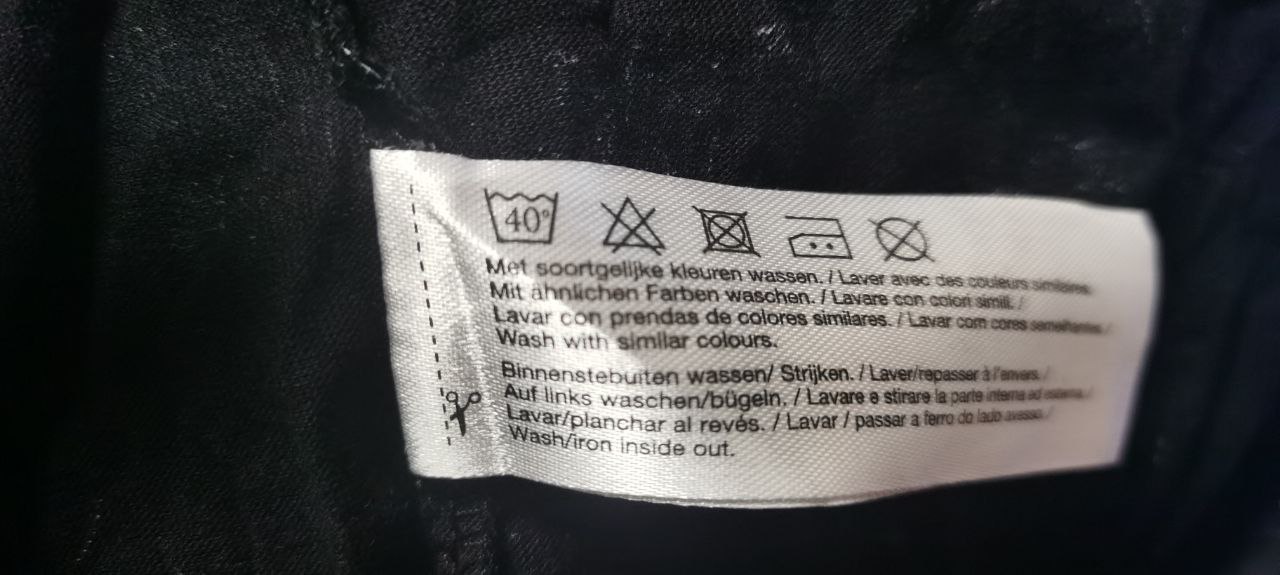 40°
Met soortgelijke kleuren wassen. / Laver avec des couleurs similaires.
Mit ähnlichen Farben waschen. / Lavare con colori simili. /
Lavar con prendas de colores similares. / Lavar com cores semelhantes. /
Wash with similar colours.
Binnenstebuiten wassen/ Strijken. / Laver/repasser à l'envers. /
Auf links waschen/bügeln. / Lavare e stirare la parte interna ad esterna. /
Lavar/planchar al revés. / Lavar / passar a ferro do lado avesso. /
Wash/iron inside out.